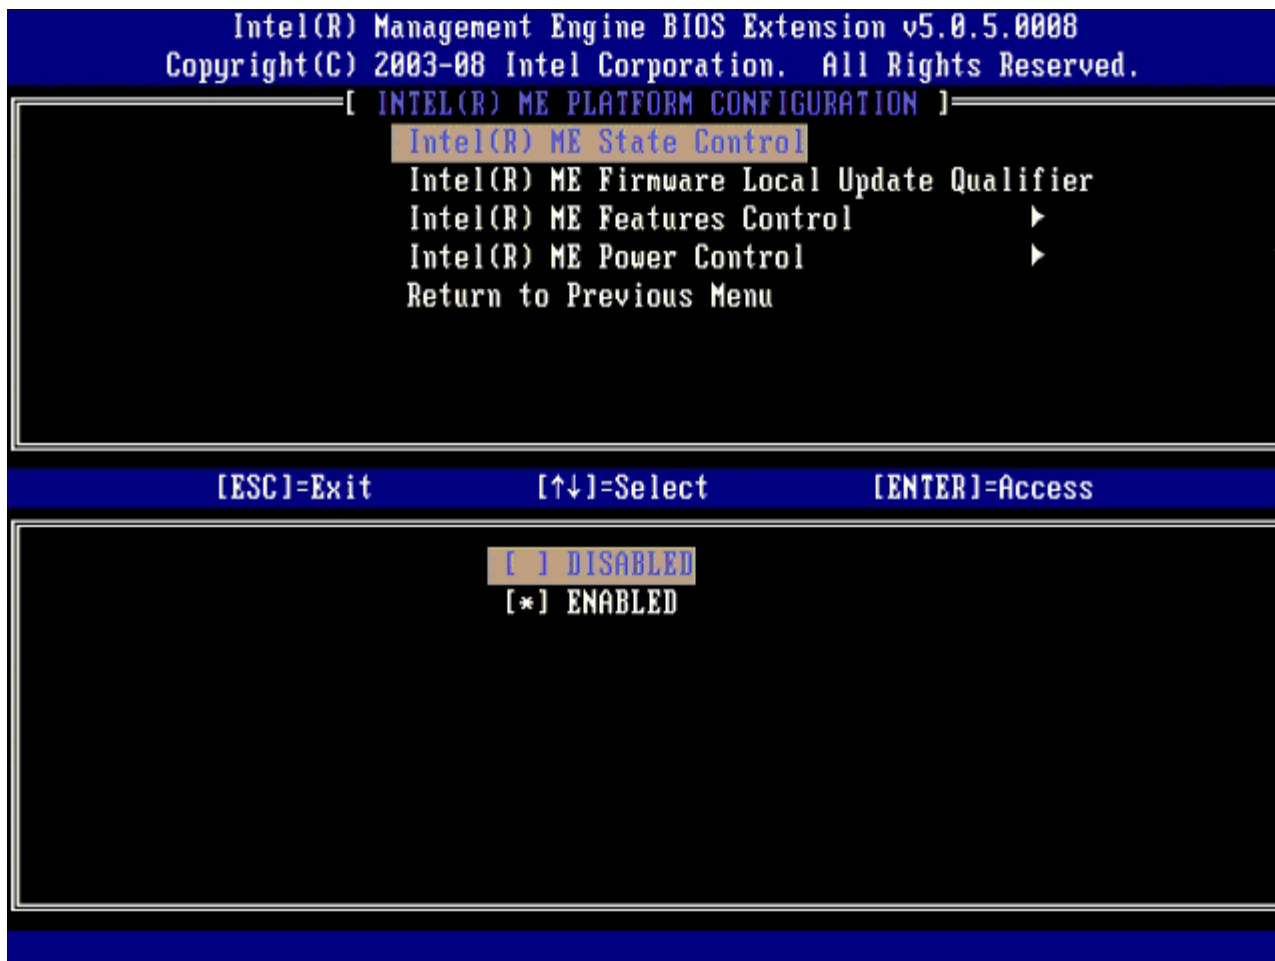 Intel(R) Management Engine BIOS Extension v5.0.5.0008
Copyright(C) 2003-08 Intel Corporation. All Rights Reserved.
[ INTEL(R) ME PLATFORM CONFIGURATION ]
Intel(R) ME State Control
Intel(R) ME Firmware Local Update Qualifier
Intel(R) ME Features Control ►
Intel(R) ME Power Control ►
Return to Previous Menu
[ESC]=Exit [↑↓]=Select [ENTER]=Access
[ ] DISABLED
[*] ENABLED